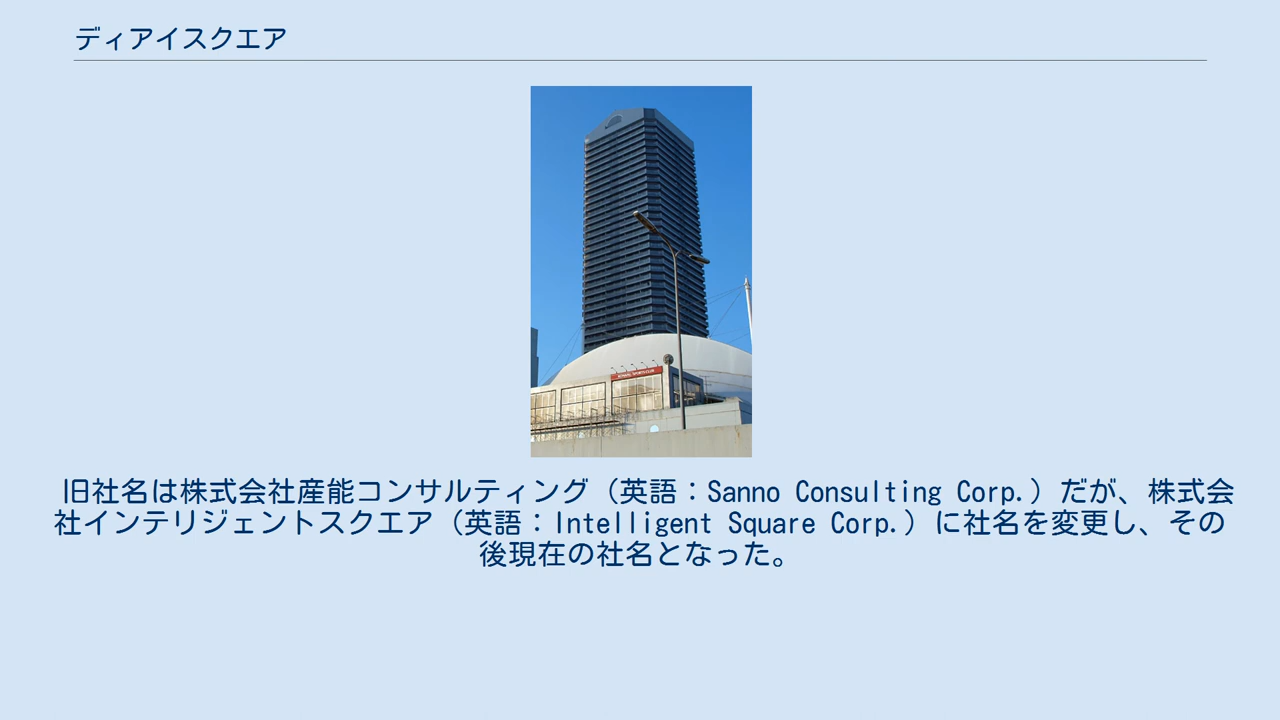 ディアイスクエア
旧社名は株式会社産能コンサルティング（英語：Sanno Consulting Corp.）だが、株式会
社インテリジェントスクエア（英語：Intelligent Square Corp.）に社名を変更し、その
後現在の社名となった。